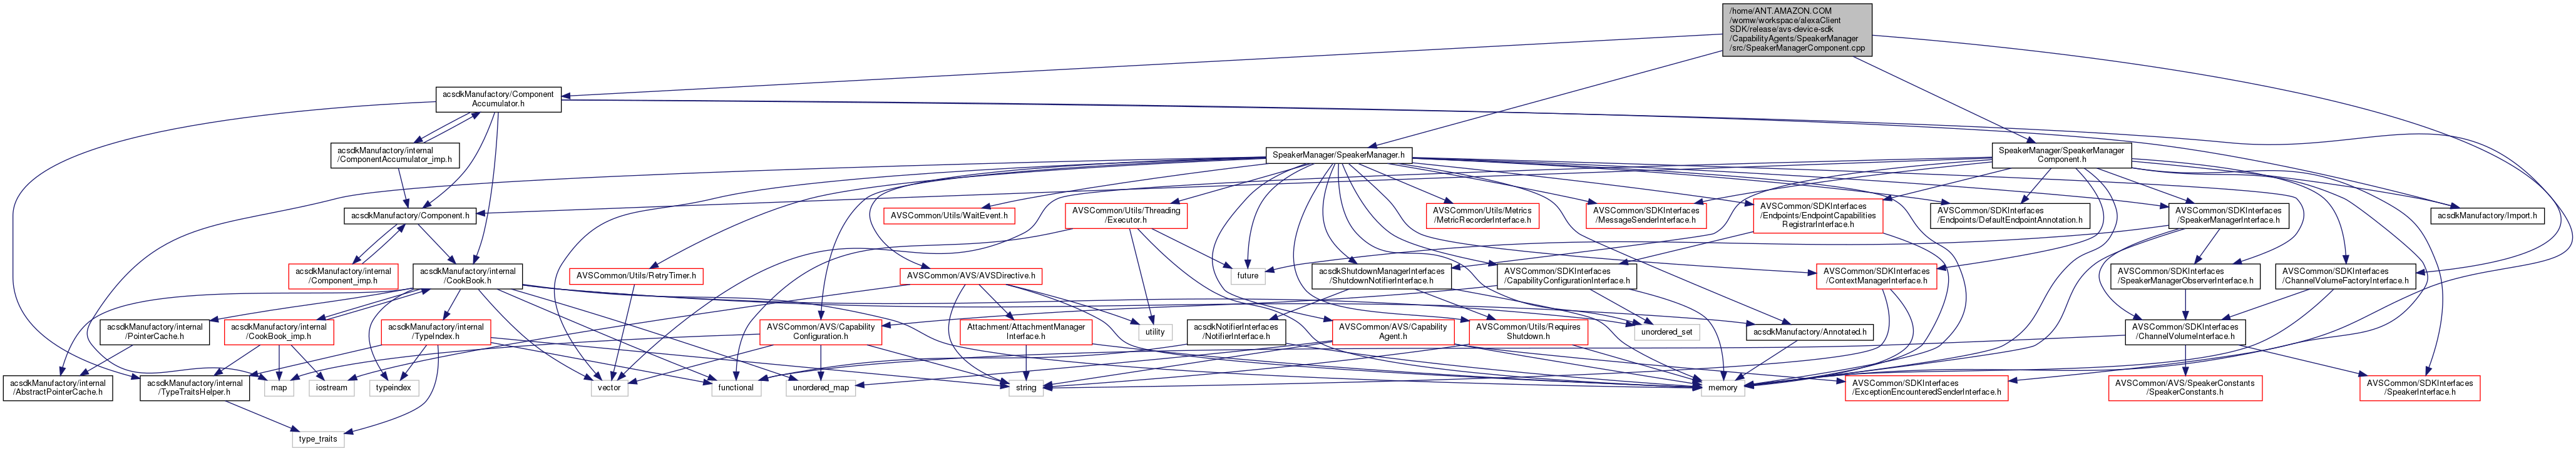 /home/ANT.AMAZON.COM
/womw/workspace/alexaClient
SDK/release/avs-device-sdk
/CapabilityAgents/SpeakerManager
/src/SpeakerManagerComponent.cpp
acsdkManufactory/Component
Accumulator.h
acsdkManufactory/internal
/ComponentAccumulator_imp.h
SpeakerManager/SpeakerManager.h
SpeakerManager/SpeakerManager
Component.h
acsdkManufactory/Component.h
AVSCommon/Utils/WaitEvent.h
AVSCommon/Utils/Threading
/Executor.h
AVSCommon/Utils/Metrics
/MetricRecorderInterface.h
AVSCommon/SDKInterfaces
/MessageSenderInterface.h
AVSCommon/SDKInterfaces
/Endpoints/EndpointCapabilities
RegistrarInterface.h
AVSCommon/SDKInterfaces
/Endpoints/DefaultEndpointAnnotation.h
AVSCommon/SDKInterfaces
/SpeakerManagerInterface.h
acsdkManufactory/Import.h
acsdkManufactory/internal
/Component_imp.h
acsdkManufactory/internal
/CookBook.h
AVSCommon/Utils/RetryTimer.h
AVSCommon/AVS/AVSDirective.h
future
acsdkShutdownManagerInterfaces
/ShutdownNotifierInterface.h
AVSCommon/SDKInterfaces
/CapabilityConfigurationInterface.h
AVSCommon/SDKInterfaces
/ContextManagerInterface.h
AVSCommon/SDKInterfaces
/SpeakerManagerObserverInterface.h
AVSCommon/SDKInterfaces
/ChannelVolumeFactoryInterface.h
acsdkManufactory/internal
/PointerCache.h
acsdkManufactory/internal
/CookBook_imp.h
acsdkManufactory/internal
/TypeIndex.h
AVSCommon/AVS/Capability
Configuration.h
Attachment/AttachmentManager
Interface.h
utility
acsdkNotifierInterfaces
/NotifierInterface.h
AVSCommon/AVS/Capability
Agent.h
AVSCommon/Utils/Requires
Shutdown.h
unordered_set
acsdkManufactory/Annotated.h
AVSCommon/SDKInterfaces
/ChannelVolumeInterface.h
acsdkManufactory/internal
/AbstractPointerCache.h
acsdkManufactory/internal
/TypeTraitsHelper.h
map
iostream
typeindex
vector
functional
unordered_map
string
memory
AVSCommon/SDKInterfaces
/ExceptionEncounteredSenderInterface.h
AVSCommon/AVS/SpeakerConstants
/SpeakerConstants.h
AVSCommon/SDKInterfaces
/SpeakerInterface.h
type_traits